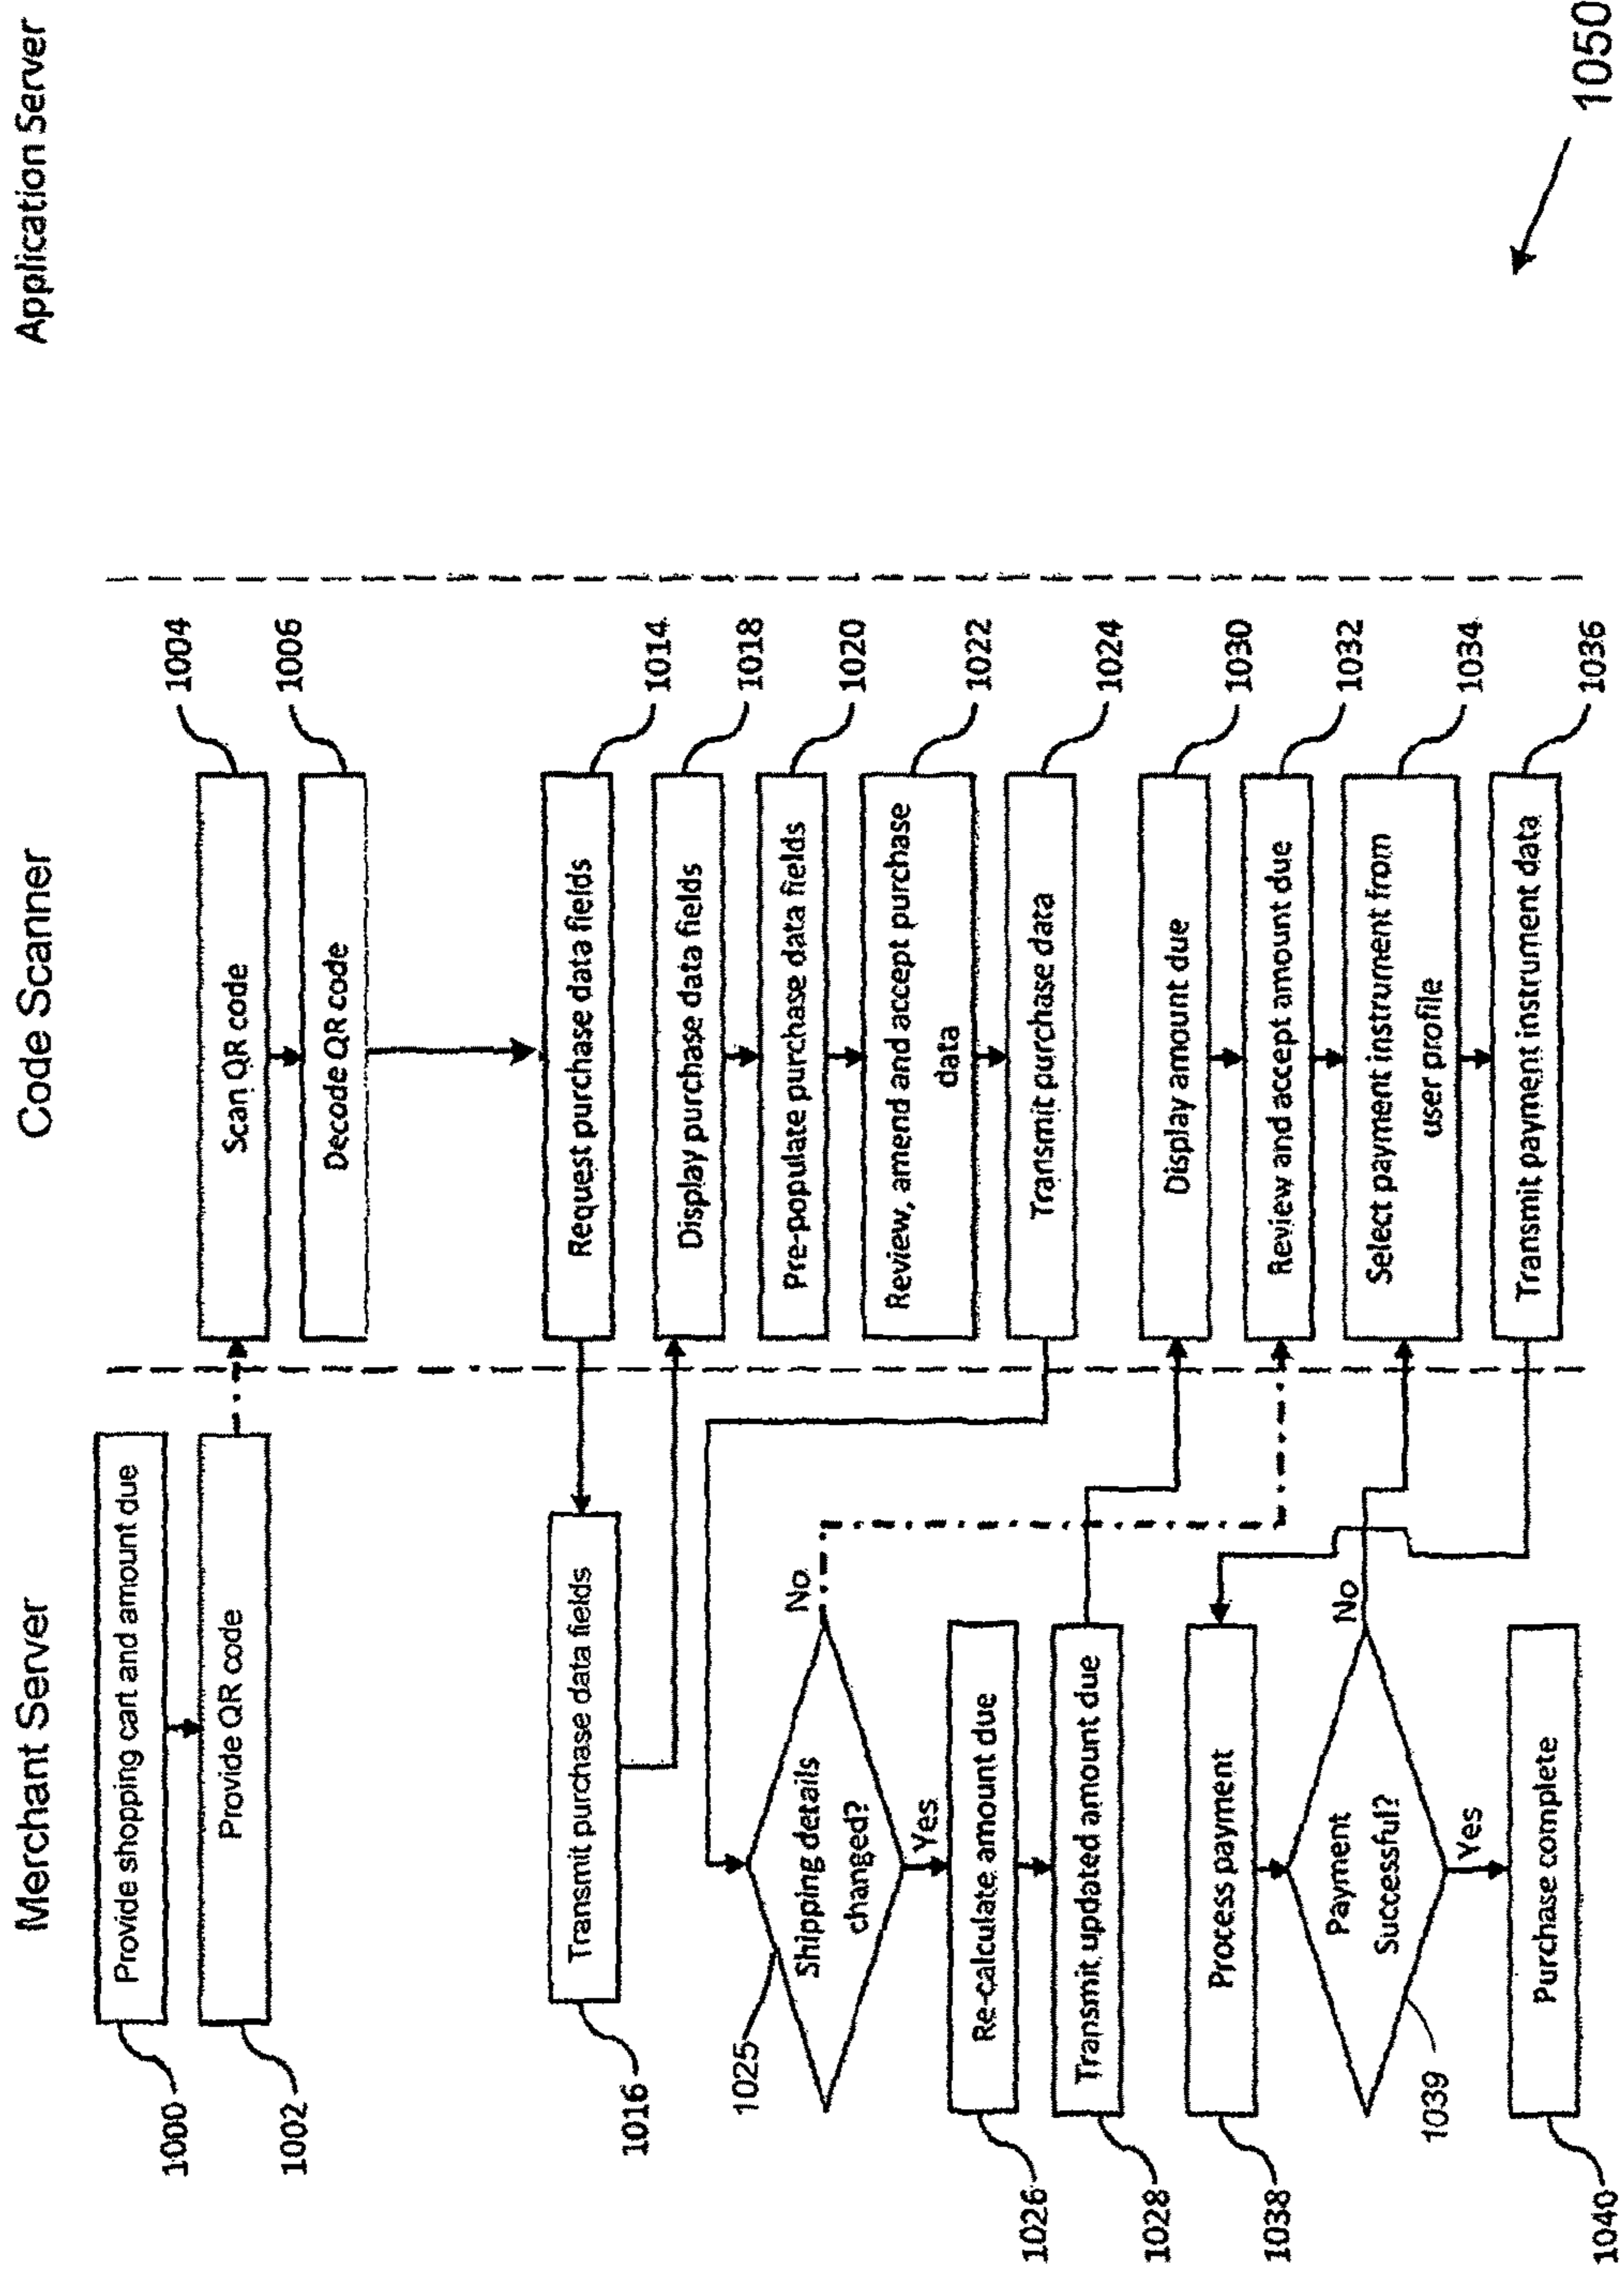 Merchant Server
Code Scanner
Application Server
Provide shopping cart and amount due
1000
Provide QR code
1002
Scan QR code
1004
Decode QR code
1006
Request purchase data fields
1014
Transmit purchase data fields
1016
Display purchase data fields
1018
Pre-populate purchase data fields
1020
Review, amend and accept purchase
data
1022
Transmit purchase data
1024
Shipping details
changed?
1025
No
Yes
Re-calculate amount due
1026
Transmit updated amount due
1028
Display amount due
1030
Review and accept amount due
1032
Select payment instrument from
user profile
1034
Transmit payment instrument data
1036
Process payment
1038
Payment
Successful?
1039
No
Yes
Purchase complete
1040
1050